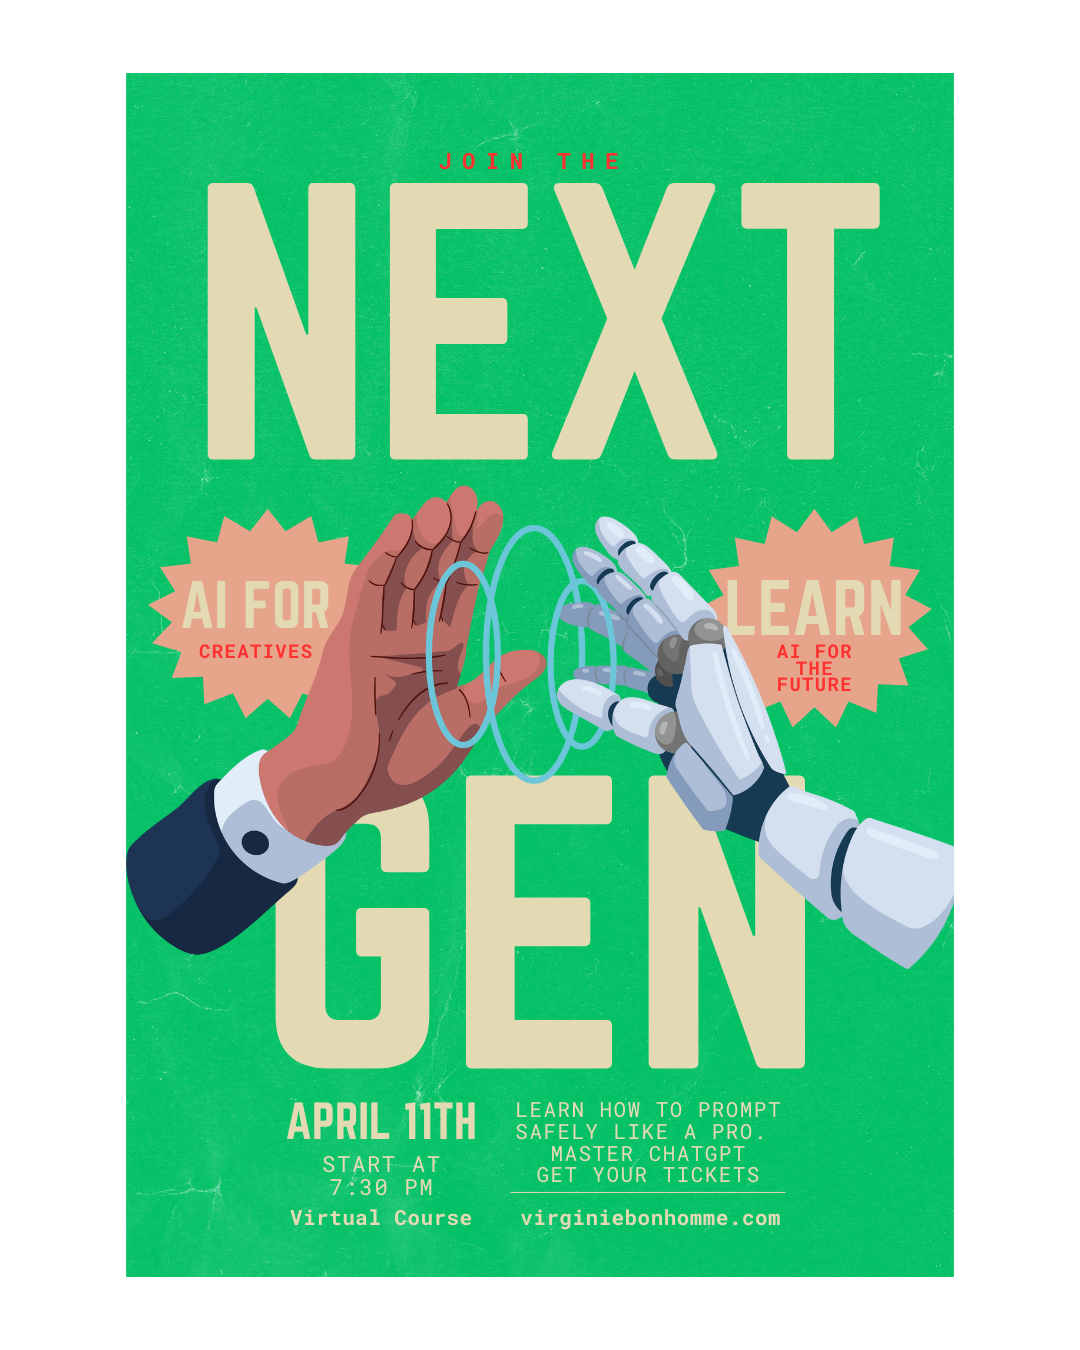 JOIN THE
NEXT
AI FOR
CREATIVES
LEARN
AI FOR
THE
FUTURE
GEN
APRIL 11TH
START AT
7:30 PM
Virtual Course
LEARN HOW TO PROMPT
SAFELY LIKE A PRO.
MASTER CHATGPT
GET YOUR TICKETS
virginiebonhomme.com